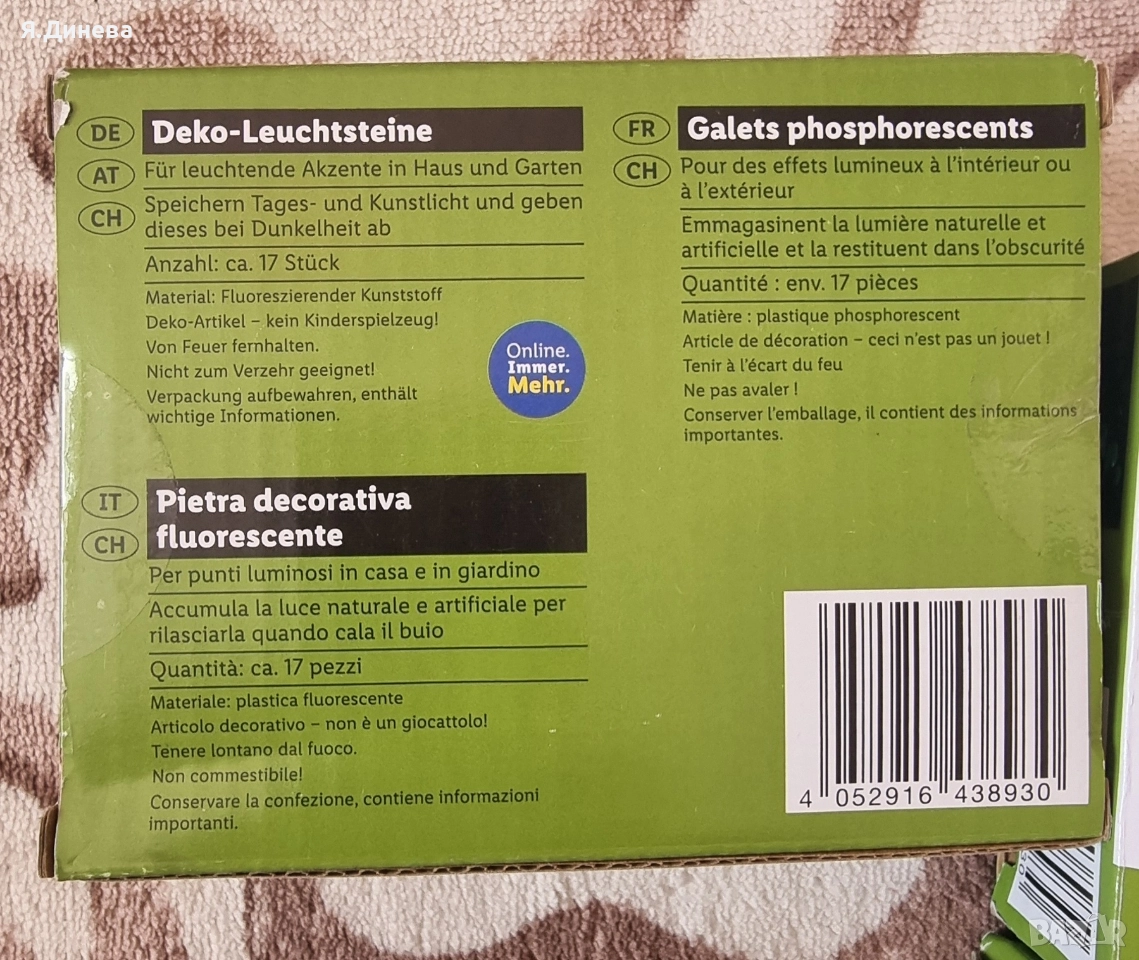 Я.Динева
DE
AT
CH
Deko-Leuchtsteine
Für leuchtende Akzente in Haus und Garten
Speichern Tages- und Kunstlicht und geben
dieses bei Dunkelheit ab
Anzahl: ca. 17 Stück
Material: Fluoreszierender Kunststoff
Deko-Artikel – kein Kinderspielzeug!
Von Feuer fernhalten.
Nicht zum Verzehr geeignet!
Verpackung aufbewahren, enthält
wichtige Informationen.
Online.
Immer.
Mehr.
FR
CH
Galets phosphorescents
Pour des effets lumineux à l'intérieur ou
à l'extérieur
Emmagasinent la lumière naturelle et
artificielle et la restituent dans l'obscurité
Quantité : env. 17 pièces
Matière : plastique phosphorescent
Article de décoration – ceci n'est pas un jouet !
Tenir à l'écart du feu
Ne pas avaler !
Conserver l'emballage, il contient des informations
importantes.
IT
CH
Pietra decorativa
fluorescente
Per punti luminosi in casa e in giardino
Accumula la luce naturale e artificiale per
rilasciarla quando cala il buio
Quantità: ca. 17 pezzi
Materiale: plastica fluorescente
Articolo decorativo – non è un giocattolo!
Tenere lontano dal fuoco.
Non commestibile!
Conservare la confezione, contiene informazioni
importanti.
4 052916 438930
BAZAR